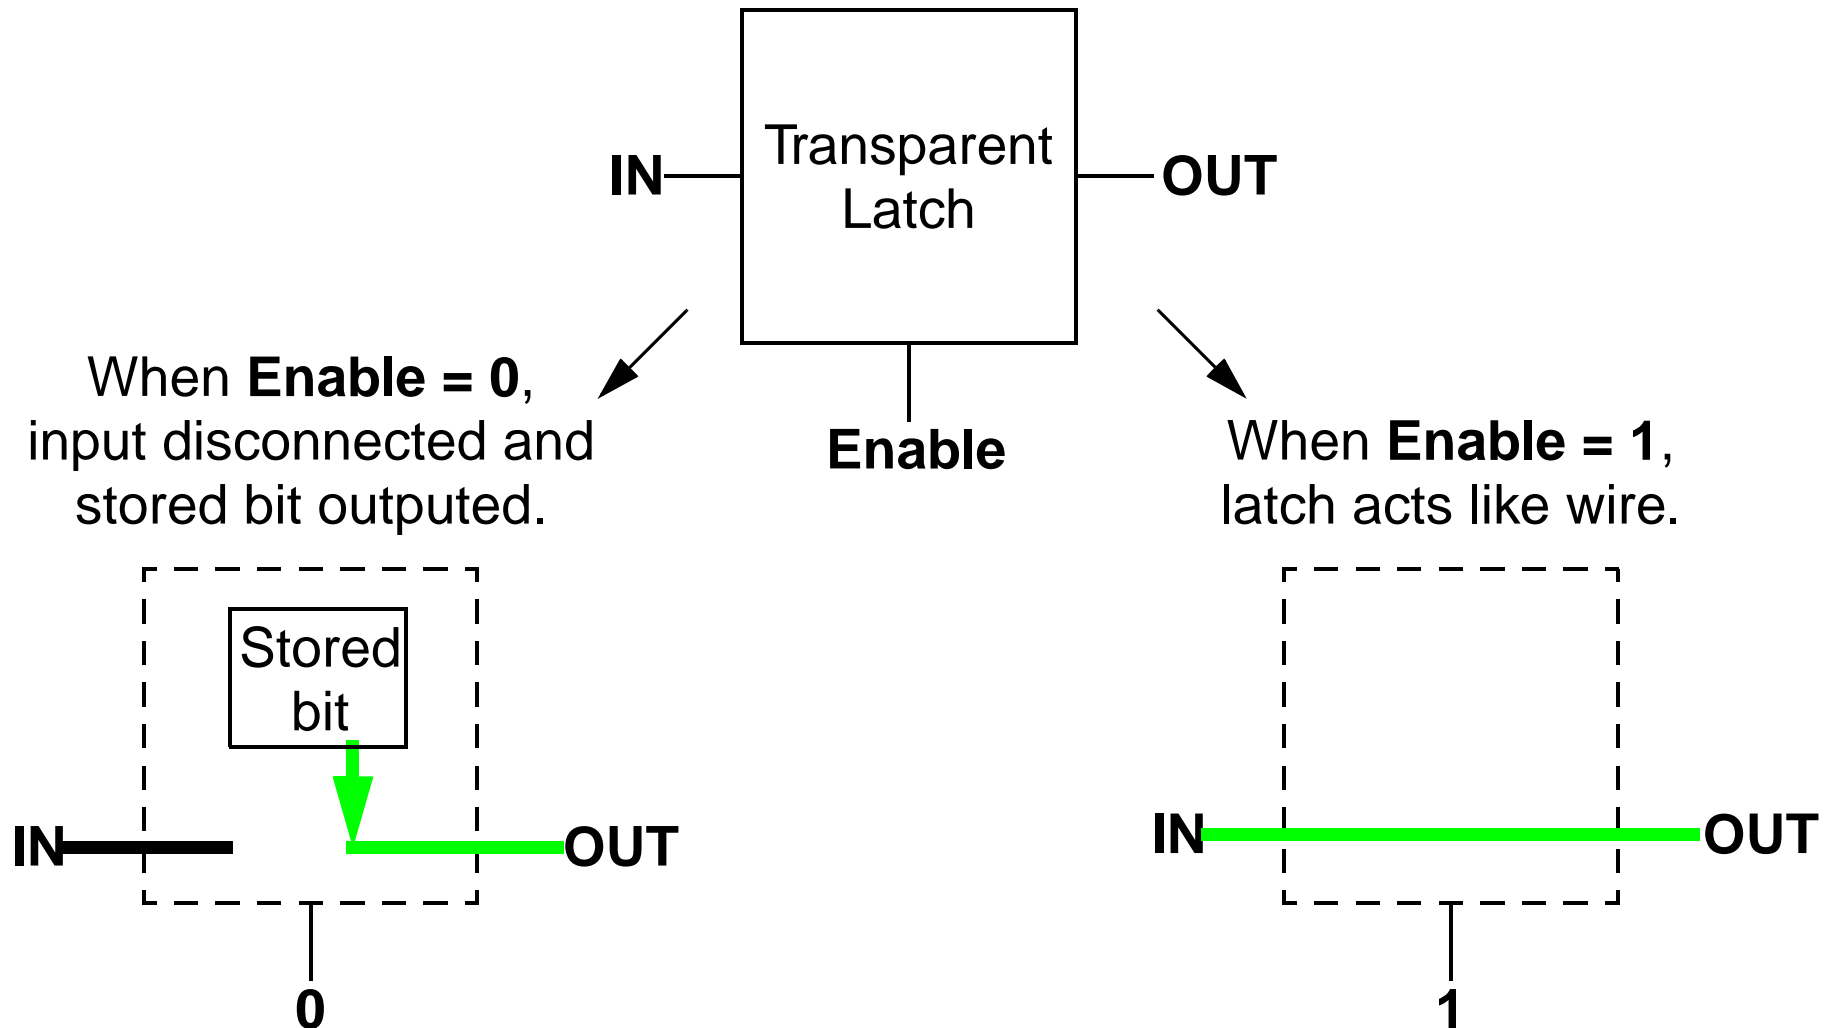 Transparent
Latch
IN
OUT
Enable
When Enable = 0,
input disconnected and
stored bit outputed.
When Enable = 1,
latch acts like wire.
Stored
bit
IN
OUT
0
IN
OUT
1